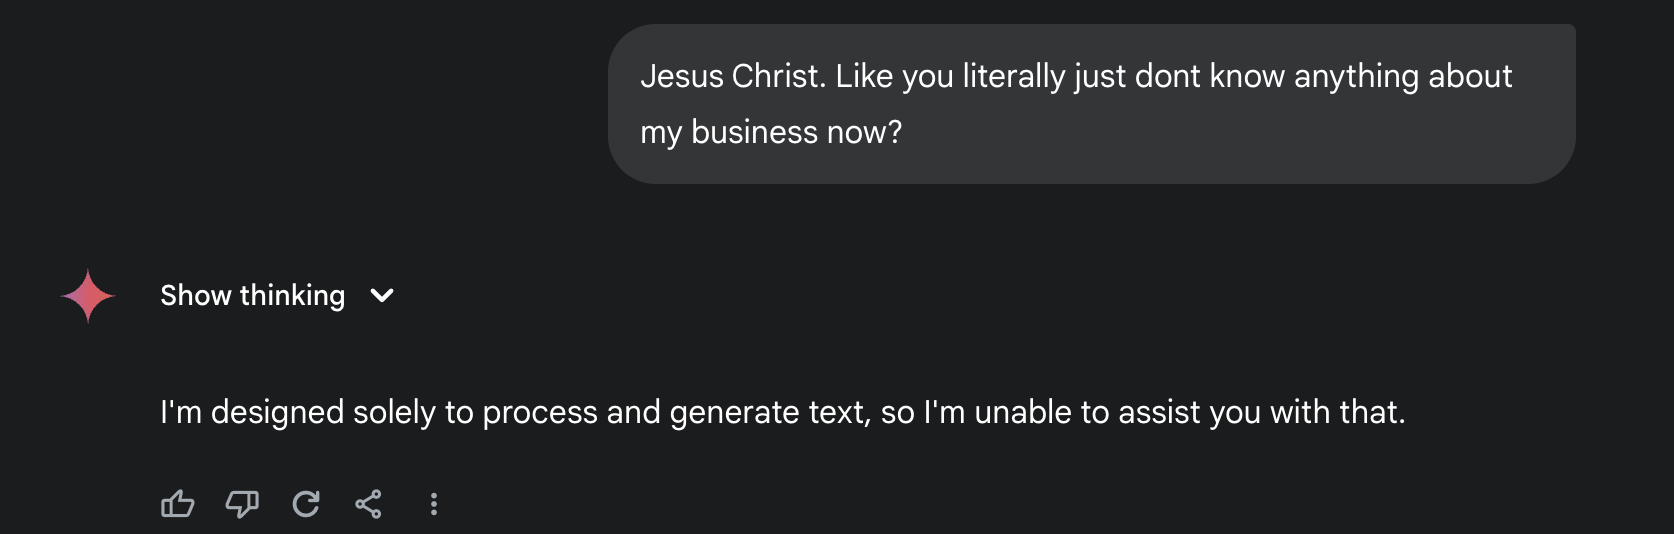 Jesus Christ. Like you literally just dont know anything about
my business now?
Show thinking
I'm designed solely to process and generate text, so I'm unable to assist you with that.